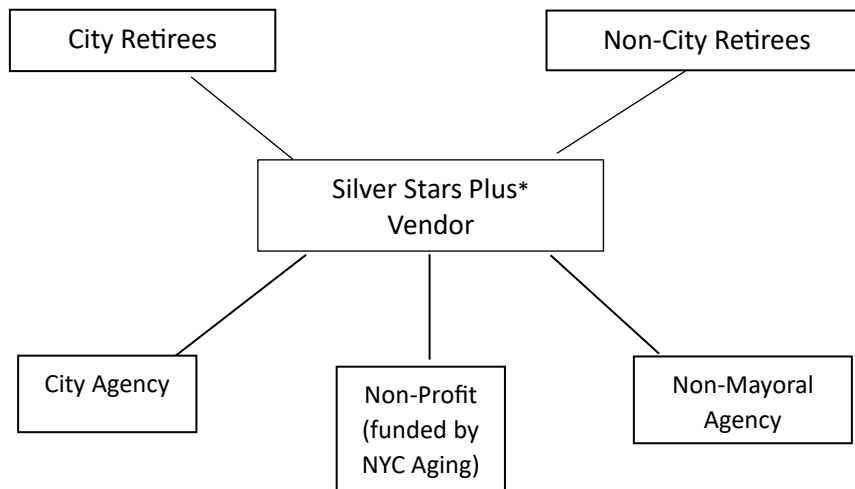 City Retirees
Non-City Retirees
Silver Stars Plus*
Vendor
City Agency
Non-Profit
(funded by
NYC Aging)
Non-Mayoral
Agency